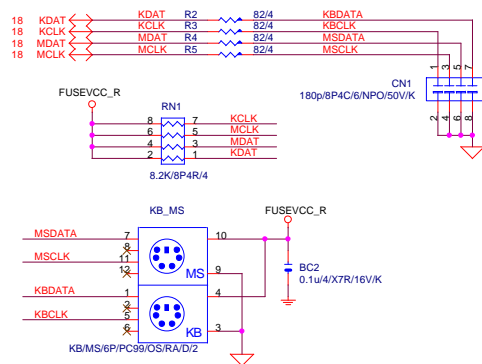 18 KDAT KDAT R2 82/4 KBDATA
18 KCLK KCLK R3 82/4 KBCLK
18 MDAT MDAT R4 82/4 MSDATA
18 MCLK MCLK R5 82/4 MSCLK
1 3 5 7
CN1
180p/8P4C/6/NPO/50V/K
2 4 6 8
FUSEVCC_R
RN1
8 7 KCLK
6 5 MCLK
4 3 MDAT
2 1 KDAT
8.2K/8P4R/4
KB_MS
FUSEVCC_R
MSDATA 7 10
8
MSCLK 11 9
12 MS
BC2
0.1u/4/X7R/16V/K
KBDATA 1 4
2
KBCLK 5 3
6 KB
KB/MS/6P/PC99/OS/RA/D/2